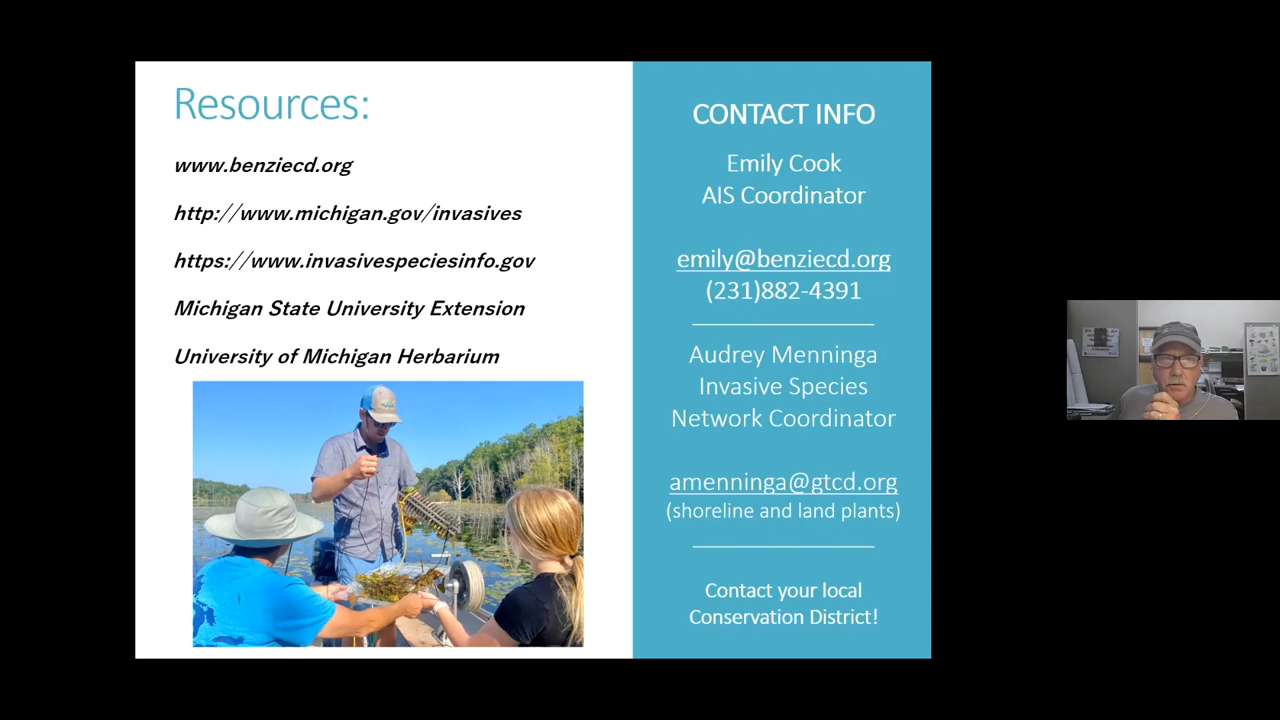 Resources:
www.benziecd.org
http://www.michigan.gov/invasives
https://www.invasivespeciesinfo.gov
Michigan State University Extension
University of Michigan Herbarium
CONTACT INFO
Emily Cook
AIS Coordinator
emily@benziecd.org
(231)882-4391
Audrey Menninga
Invasive Species
Network Coordinator
amenninga@gtcd.org
(shoreline and land plants)
Contact your local
Conservation District!